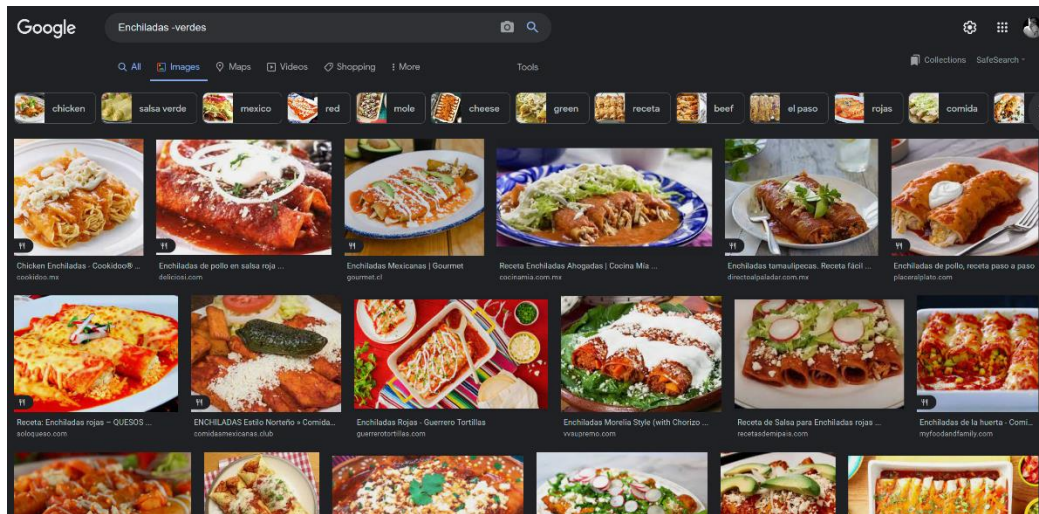 Google
Enchiladas -verdes
All Images Maps Videos Shopping More Tools
Collections SafeSearch
chicken salsa verde mexico red mole cheese green receta beef el paso rojas comida
Chicken Enchiladas - Cookidoo® ...
cookidoo.mx
Enchiladas de pollo en salsa roja ...
deliciosi.com
Enchiladas Mexicanas | Gourmet
gourmet.cl
Receta Enchiladas Ahogadas | Cocina Mía ...
cocinamia.com.mx
Enchiladas tamaulipecas. Receta fácil ...
directoalpaladar.com.mx
Enchiladas de pollo, receta paso a paso
placeralplato.com
Receta: Enchiladas rojas – QUESOS ...
soloqueso.com
ENCHILADAS Estilo Norteño » Comida...
comidasmexicanas.club
Enchiladas Rojas - Guerrero Tortillas
guerrerotortillas.com
Enchiladas Morelia Style (with Chorizo ...
vvsupremo.com
Receta de Salsa para Enchiladas rojas ...
recetasdemipais.com
Enchiladas de la huerta - Comi...
myfoodandfamily.com